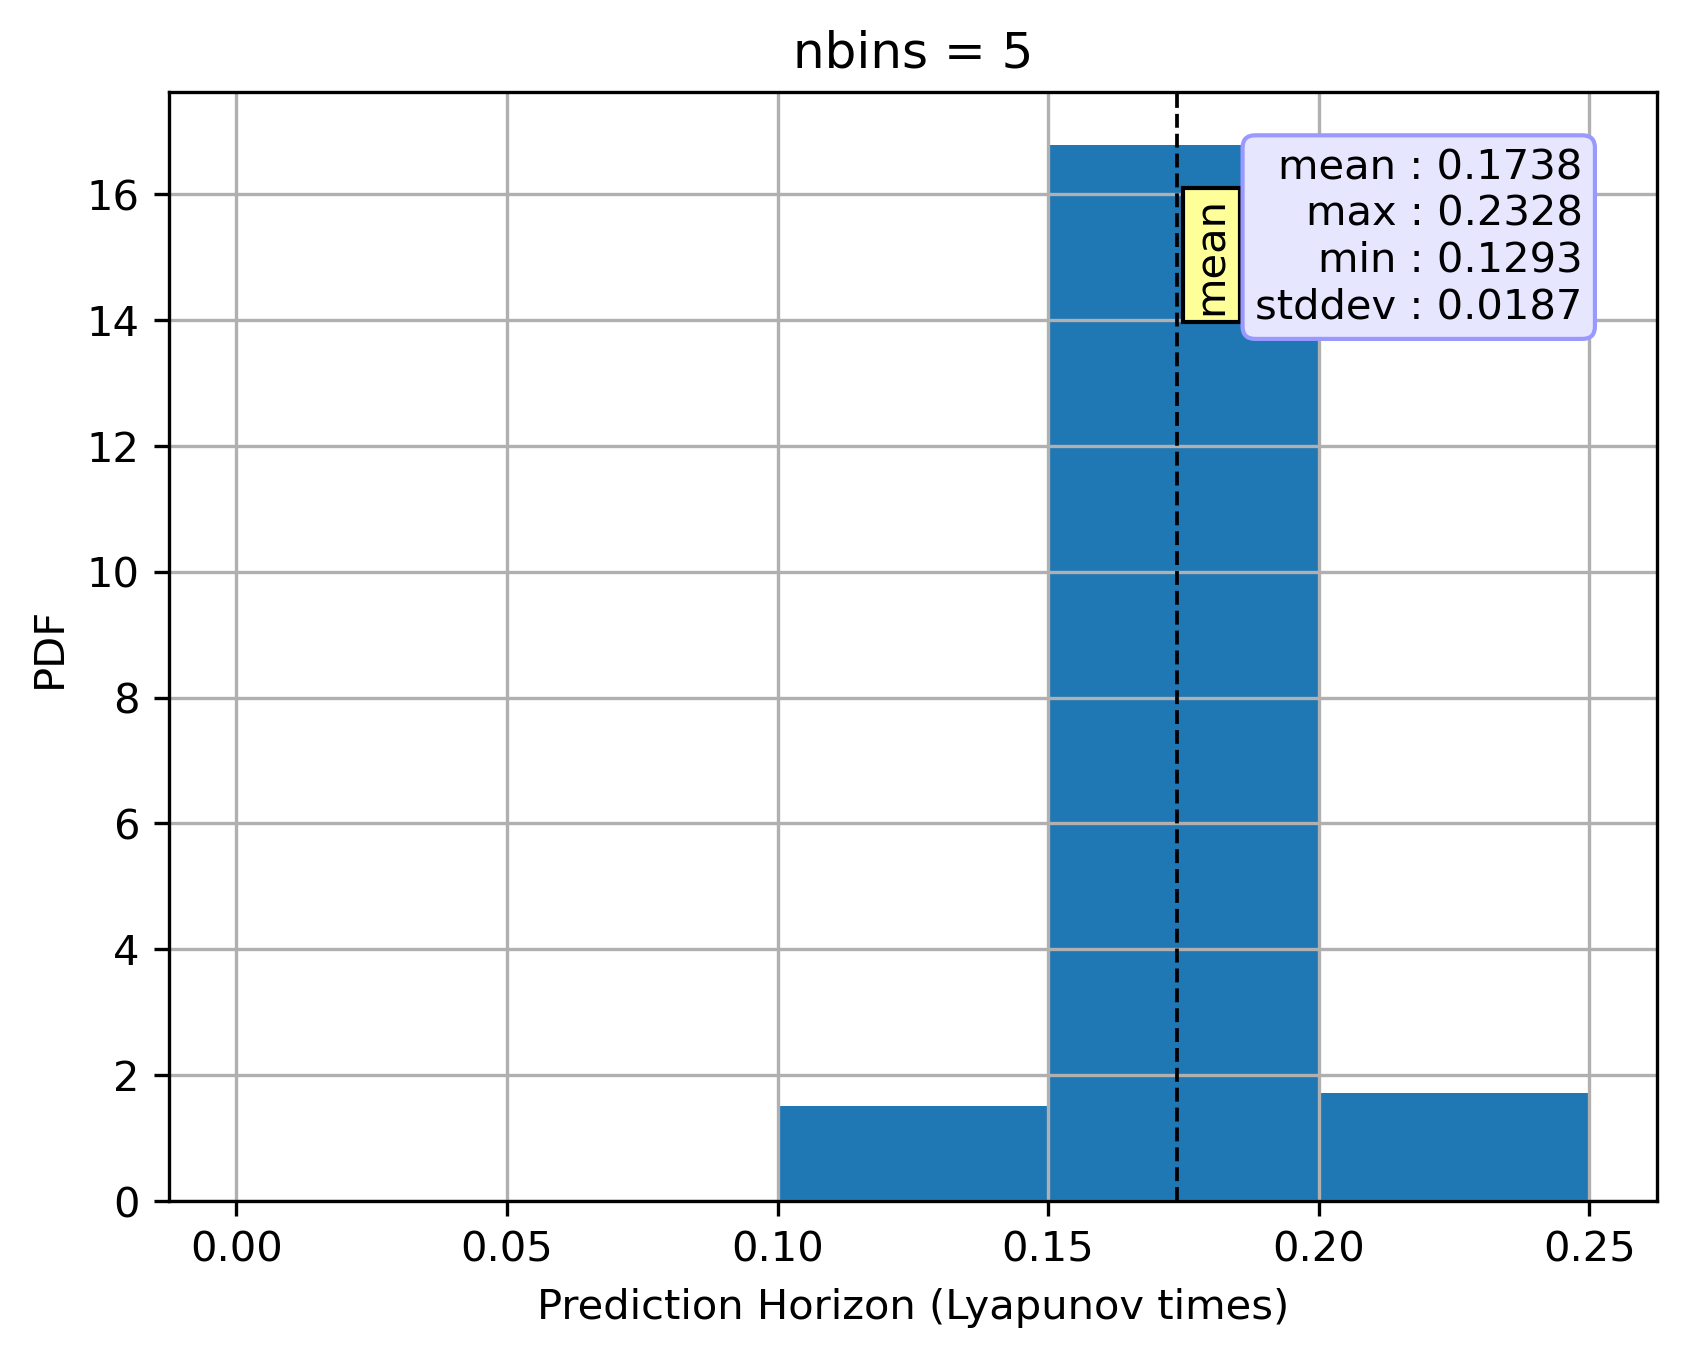 nbins = 5
PDF
16
14
12
10
8
6
4
2
0
mean
mean : 0.1738
max : 0.2328
min : 0.1293
stddev : 0.0187
0.00 0.05 0.10 0.15 0.20 0.25
Prediction Horizon (Lyapunov times)